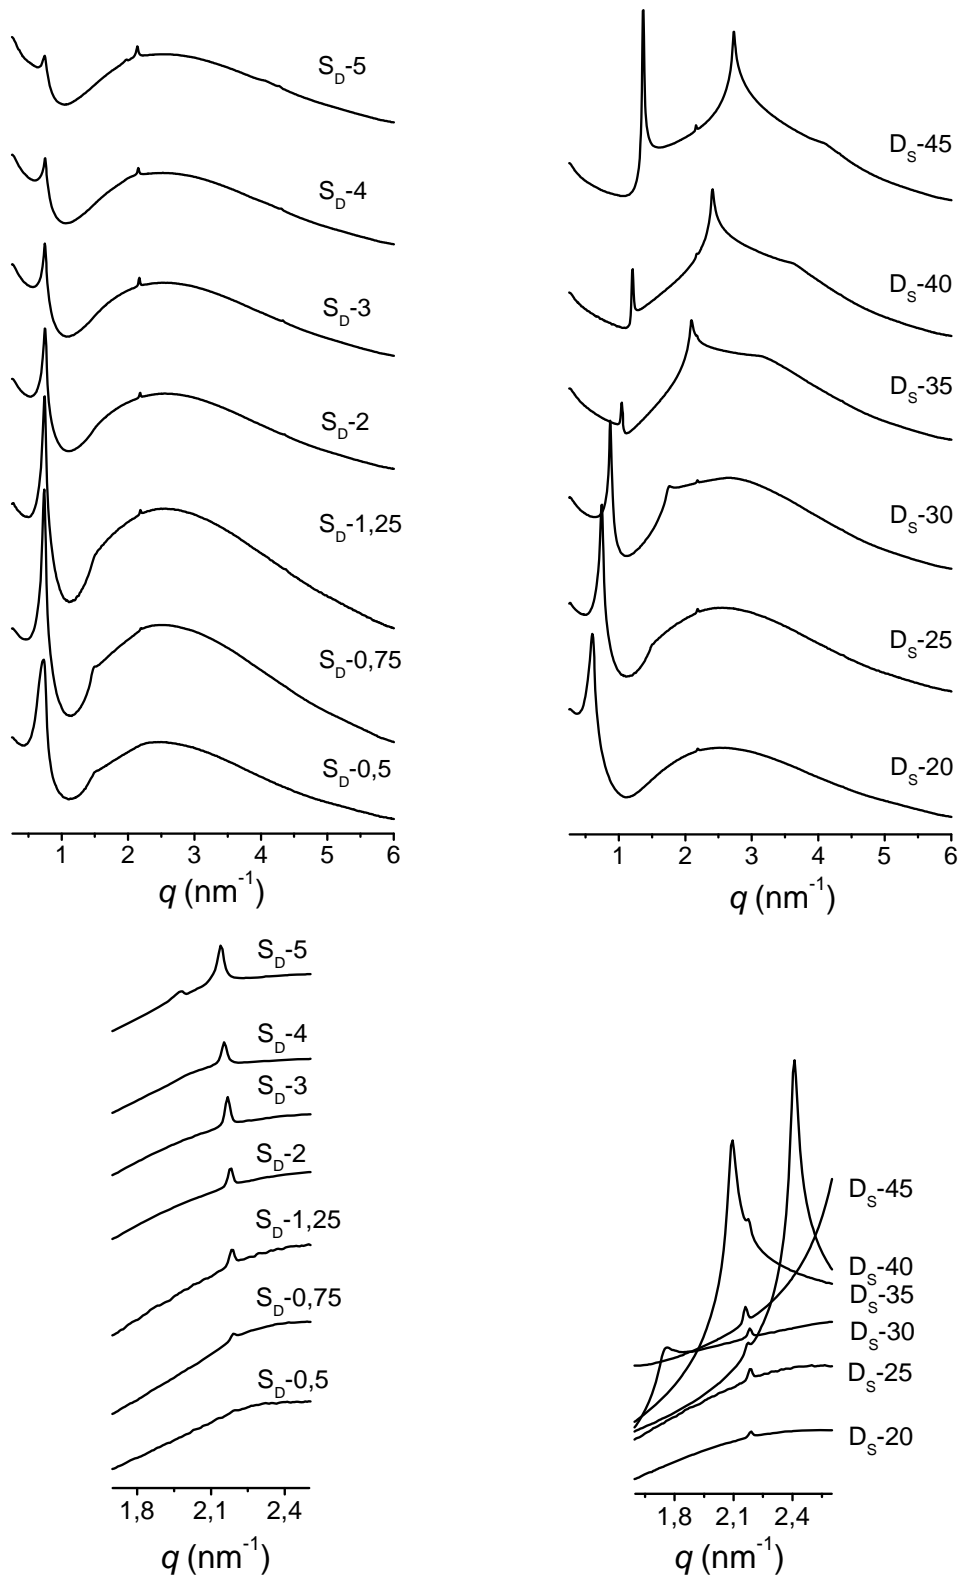 S_D-5
S_D-4
S_D-3
S_D-2
S_D-1,25
S_D-0,75
S_D-0,5
1 2 3 4 5 6
q (nm⁻¹)
D_S-45
D_S-40
D_S-35
D_S-30
D_S-25
D_S-20
1 2 3 4 5 6
q (nm⁻¹)
S_D-5
S_D-4
S_D-3
S_D-2
S_D-1,25
S_D-0,75
S_D-0,5
1,8 2,1 2,4
q (nm⁻¹)
D_S-45
D_S-40
D_S-35
D_S-30
D_S-25
D_S-20
1,8 2,1 2,4
q (nm⁻¹)